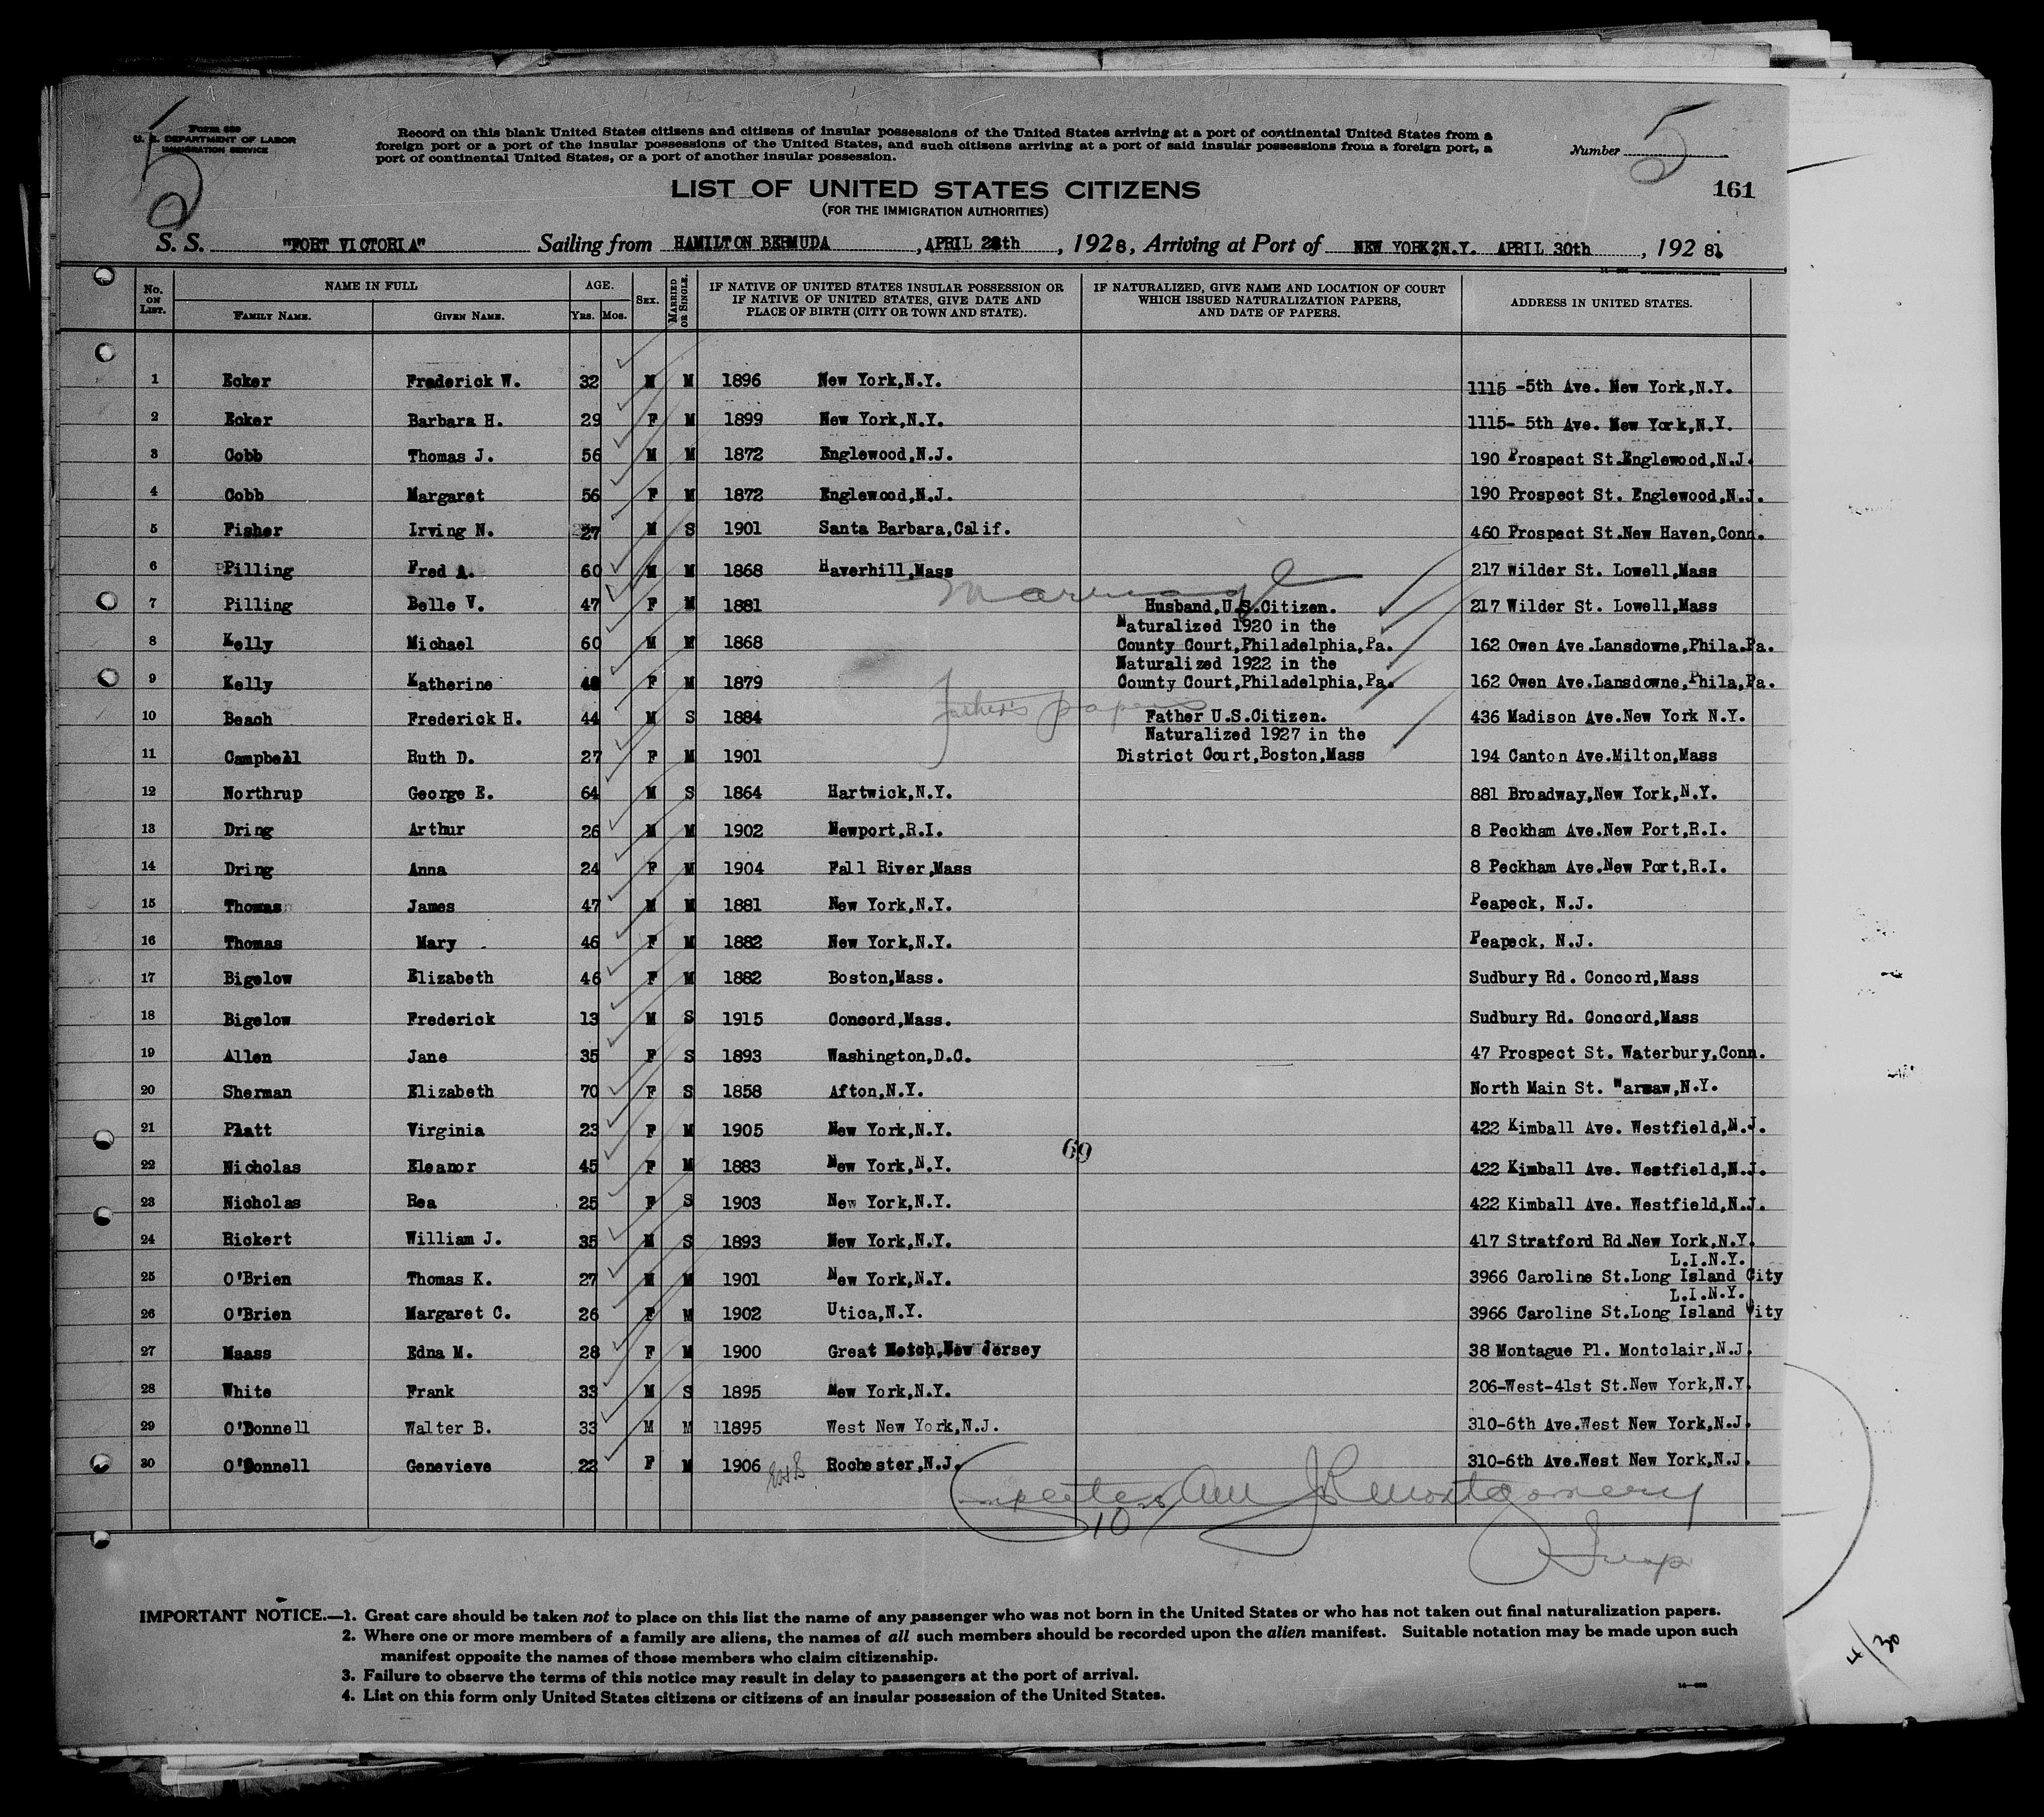 Form 630
U. S. DEPARTMENT OF LABOR
IMMIGRATION SERVICE
5
Record on this blank United States citizens and citizens of insular possessions of the United States arriving at a port of continental United States from a
foreign port or a port of the insular possessions of the United States, and such citizens arriving at a port of said insular possessions from a foreign port, a
port of continental United States, or a port of another insular possession.
Number 5
161
LIST OF UNITED STATES CITIZENS
(FOR THE IMMIGRATION AUTHORITIES)
S. S. "FORT VICTORIA" Sailing from HAMILTON BERMUDA, APRIL 28th, 1928, Arriving at Port of NEW YORK?N.Y. APRIL 30th, 1928.
No. ON LIST. NAME IN FULL FAMILY NAME. GIVEN NAME. AGE. YRS. MOS. SEX. MARRIED OR SINGLE. IF NATIVE OF UNITED STATES INSULAR POSSESSION OR IF NATIVE OF UNITED STATES, GIVE DATE AND PLACE OF BIRTH (CITY OR TOWN AND STATE). IF NATURALIZED, GIVE NAME AND LOCATION OF COURT WHICH ISSUED NATURALIZATION PAPERS, AND DATE OF PAPERS. ADDRESS IN UNITED STATES.
1 Ecker Frederick W. 32 M M 1896 New York,N.Y. 1115 -5th Ave. New York,N.Y.
2 Ecker Barbara H. 29 F M 1899 New York,N.Y. 1115- 5th Ave. New York,N.Y.
3 Cobb Thomas J. 56 M M 1872 Englewood,N.J. 190 Prospect St.Englewood,N.J.
4 Cobb Margaret 56 F M 1872 Englewood,N.J. 190 Prospect St. Englewood,N.J.
5 Fisher Irving N. 27 M S 1901 Santa Barbara,Calif. 460 Prospect St.New Haven,Conn.
6 Pilling Fred A. 60 M M 1868 Haverhill,Mass 217 Wilder St. Lowell,Mass
Marriage
7 Pilling Belle V. 47 F M 1881 Husband,U.S.Citizen. 217 Wilder St. Lowell,Mass
Naturalized 1920 in the
8 Kelly Michael 60 M M 1868 County Court,Philadelphia,Pa. 162 Owen Ave.Lansdowne,Phila.Pa.
Naturalized 1922 in the
9 Kelly Katherine 48 F M 1879 County Court,Philadelphia,Pa. 162 Owen Ave.Lansdowne,Phila,Pa.
Father's papers
10 Beach Frederick H. 44 M S 1884 Father U.S.Citizen. 436 Madison Ave.New York N.Y.
Naturalized 1927 in the
11 Campbell Ruth D. 27 F M 1901 District Court,Boston,Mass 194 Canton Ave.Milton,Mass
12 Northrup George E. 64 M S 1864 Hartwick,N.Y. 881 Broadway,New York,N.Y.
13 Dring Arthur 26 M M 1902 Newport,R.I. 8 Peckham Ave.New Port,R.I.
14 Dring Anna 24 F M 1904 Fall River,Mass 8 Peckham Ave.New Port,R.I.
15 Thomas James 47 M M 1881 New York,N.Y. Peapeck, N.J.
16 Thomas Mary 46 F M 1882 New York,N.Y. Peapeck, N.J.
17 Bigelow Elizabeth 46 F M 1882 Boston,Mass. Sudbury Rd. Concord,Mass
18 Bigelow Frederick 13 M S 1915 Concord,Mass. Sudbury Rd. Concord,Mass
19 Allen Jane 35 F S 1893 Washington,D.C. 47 Prospect St. Waterbury,Conn.
20 Sherman Elizabeth 70 F S 1858 Afton,N.Y. North Main St. Warsaw,N.Y.
21 Platt Virginia 23 F M 1905 New York,N.Y. 422 Kimball Ave. Westfield,N.J.
69
22 Nicholas Eleanor 45 F M 1883 New York,N.Y. 422 Kimball Ave. Westfield,N.J.
23 Nicholas Rea 25 F S 1903 New York,N.Y. 422 Kimball Ave. Westfield,N.J.
24 Rickert William J. 35 M S 1893 New York,N.Y. 417 Stratford Rd.New York,N.Y.
L.I.N.Y.
25 O'Brien Thomas K. 27 M M 1901 New York,N.Y. 3966 Caroline St.Long Island City
L.I.N.Y.
26 O'Brien Margaret C. 26 F M 1902 Utica,N.Y. 3966 Caroline St.Long Island City
27 Maass Edna M. 28 F M 1900 Great Notch,New Jersey 38 Montague Pl. Montclair,N.J.
28 White Frank 33 M S 1895 New York,N.Y. 206-West-41st St.New York,N.Y.
29 O'Donnell Walter B. 33 M M 11895 West New York,N.J. 310-6th Ave.West New York,N.J.
30 O'Donnell Genevieve 22 F M 1906 Rochester,N.J. 310-6th Ave.West New York,N.J.
10 Montgomery
Insp
IMPORTANT NOTICE.—1. Great care should be taken not to place on this list the name of any passenger who was not born in the United States or who has not taken out final naturalization papers.
2. Where one or more members of a family are aliens, the names of all such members should be recorded upon the alien manifest. Suitable notation may be made upon such
manifest opposite the names of those members who claim citizenship.
3. Failure to observe the terms of this notice may result in delay to passengers at the port of arrival.
4. List on this form only United States citizens or citizens of an insular possession of the United States.
4/30